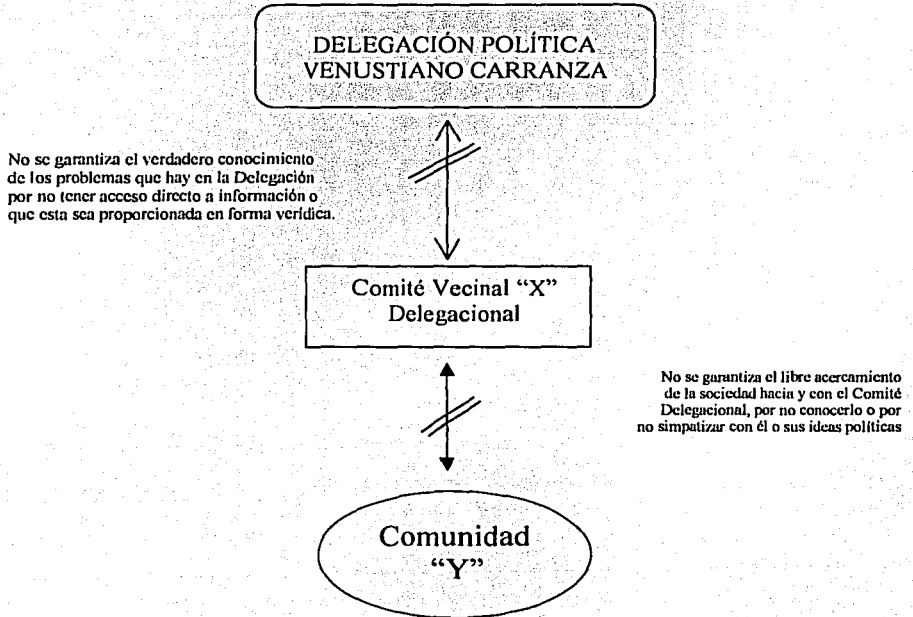 DELEGACIÓN POLÍTICA
VENUSTIANO CARRANZA
No se garantiza el verdadero conocimiento
de los problemas que hay en la Delegación
por no tener acceso directo a información o
que esta sea proporcionada en forma verídica.
Comité Vecinal “X”
Delegacional
No se garantiza el libre acercamiento
de la sociedad hacia y con el Comité
Delegacional, por no conocerlo o por
no simpatizar con él o sus ideas políticas
Comunidad
“Y”